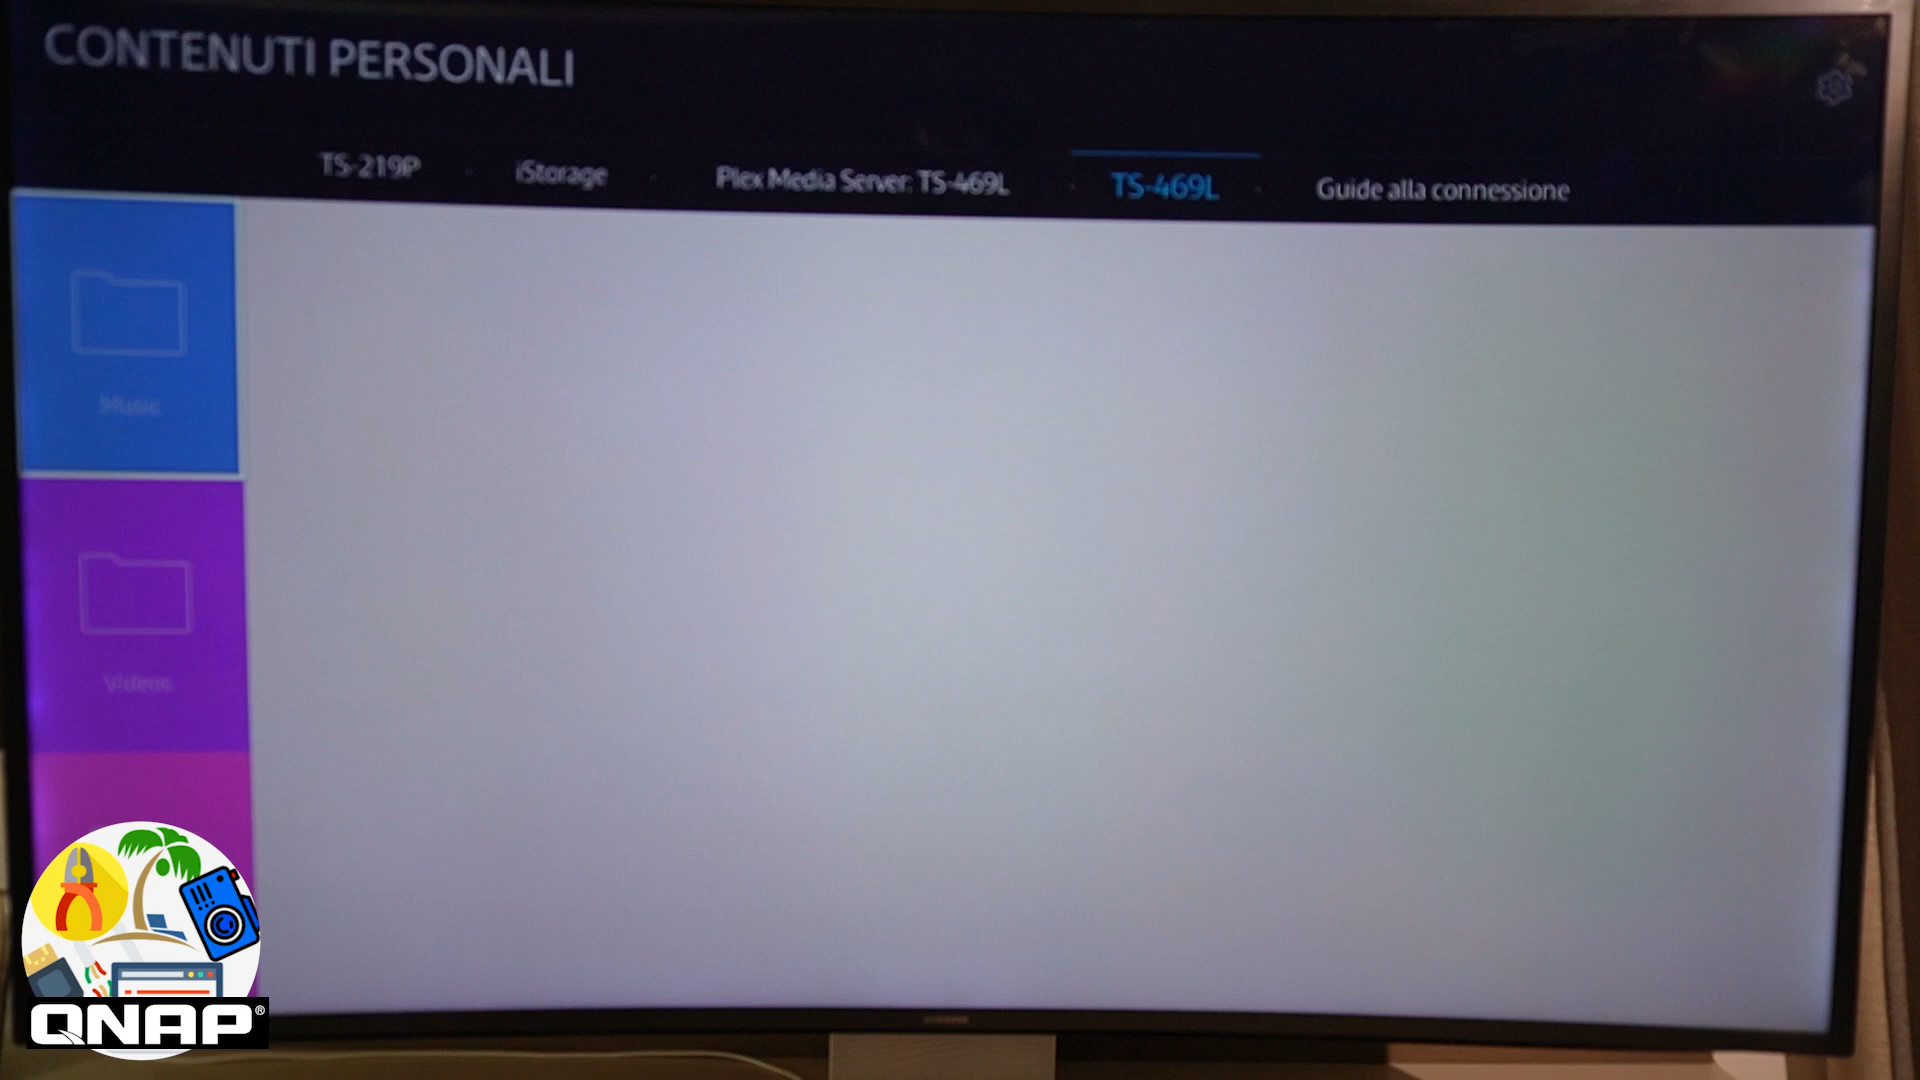 CONTENUTI PERSONALI
TS-219P
iStorage
Plex Media Server: TS-469L
TS-469L
Guide alla connessione
Music
Videos
QNAP®